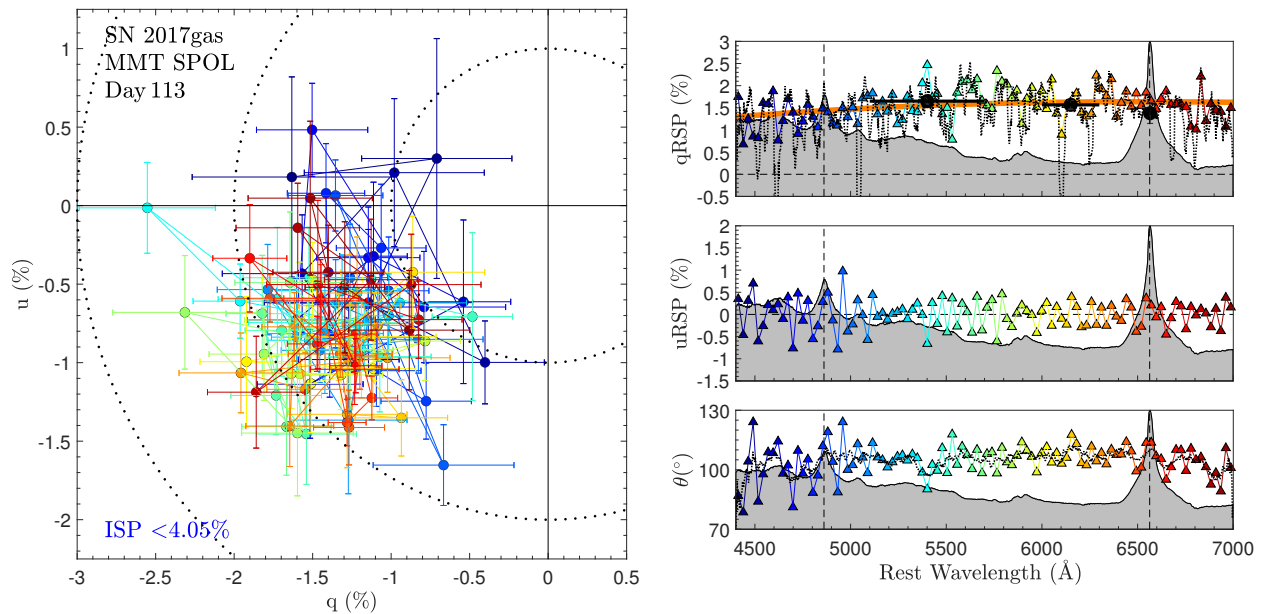 SN 2017gas
MMT SPOL
Day 113
ISP <4.05%
u (%)
1
0.5
0
-0.5
-1
-1.5
-2
-3 -2.5 -2 -1.5 -1 -0.5 0 0.5
q (%)
qRSP (%)
3
2.5
2
1.5
1
0.5
0
-0.5
uRSP (%)
2
1.5
1
0.5
0
-0.5
-1
-1.5
θ(°)
130
100
70
4500 5000 5500 6000 6500 7000
Rest Wavelength (Å)